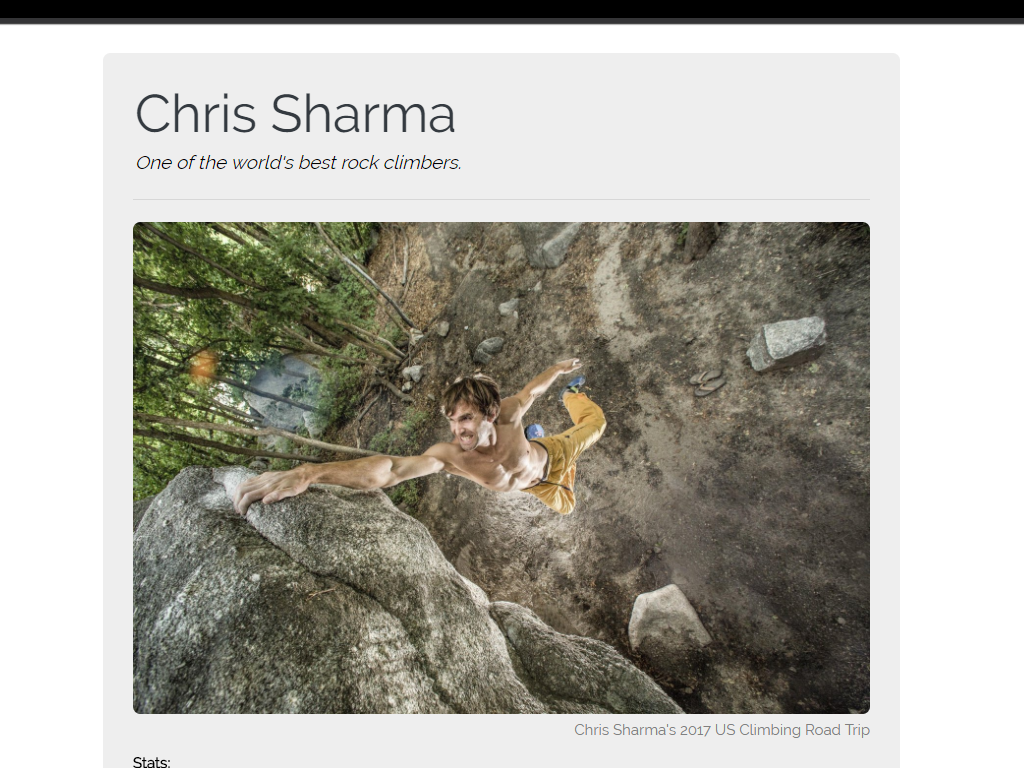 Chris Sharma
One of the world's best rock climbers.
Chris Sharma's 2017 US Climbing Road Trip
Stats: